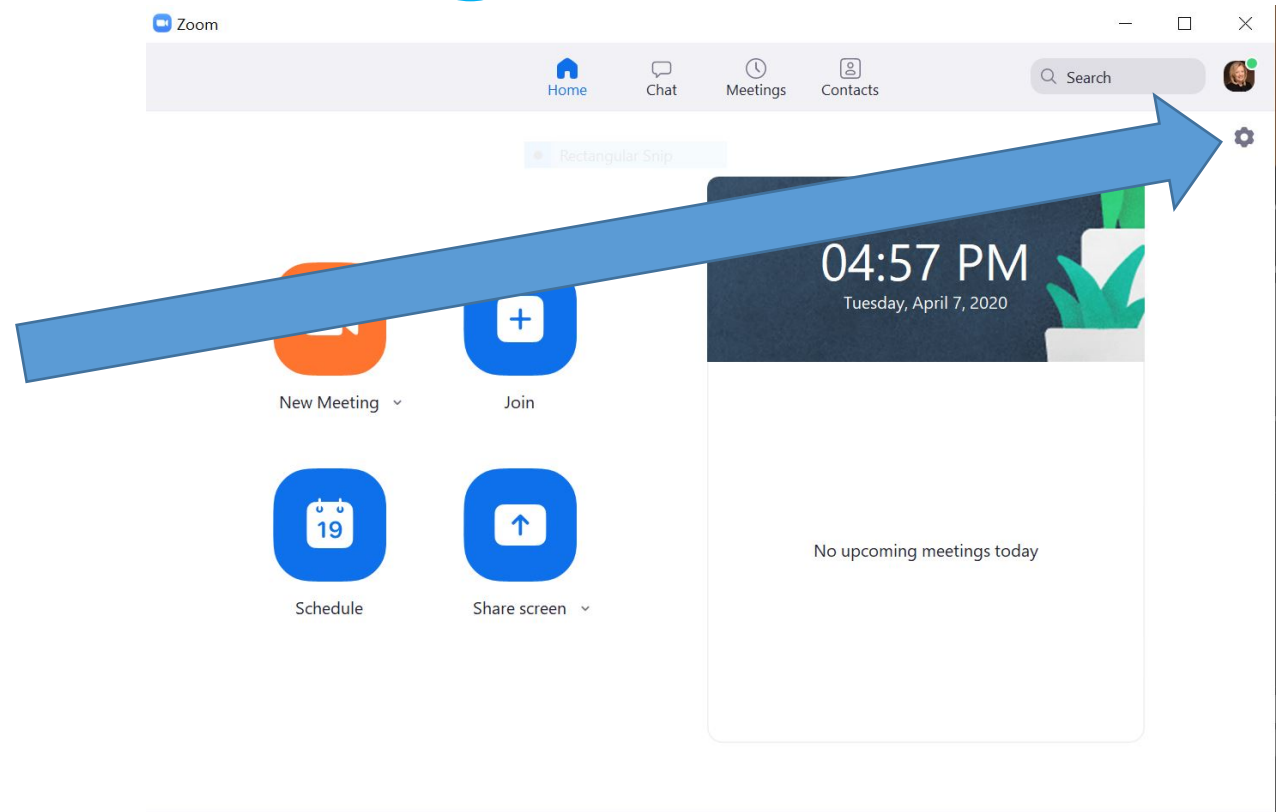 Zoom
Home
Chat
Meetings
Contacts
Search
Rectangular Snip
04:57 PM
Tuesday, April 7, 2020
New Meeting
Join
19
Schedule
Share screen
No upcoming meetings today